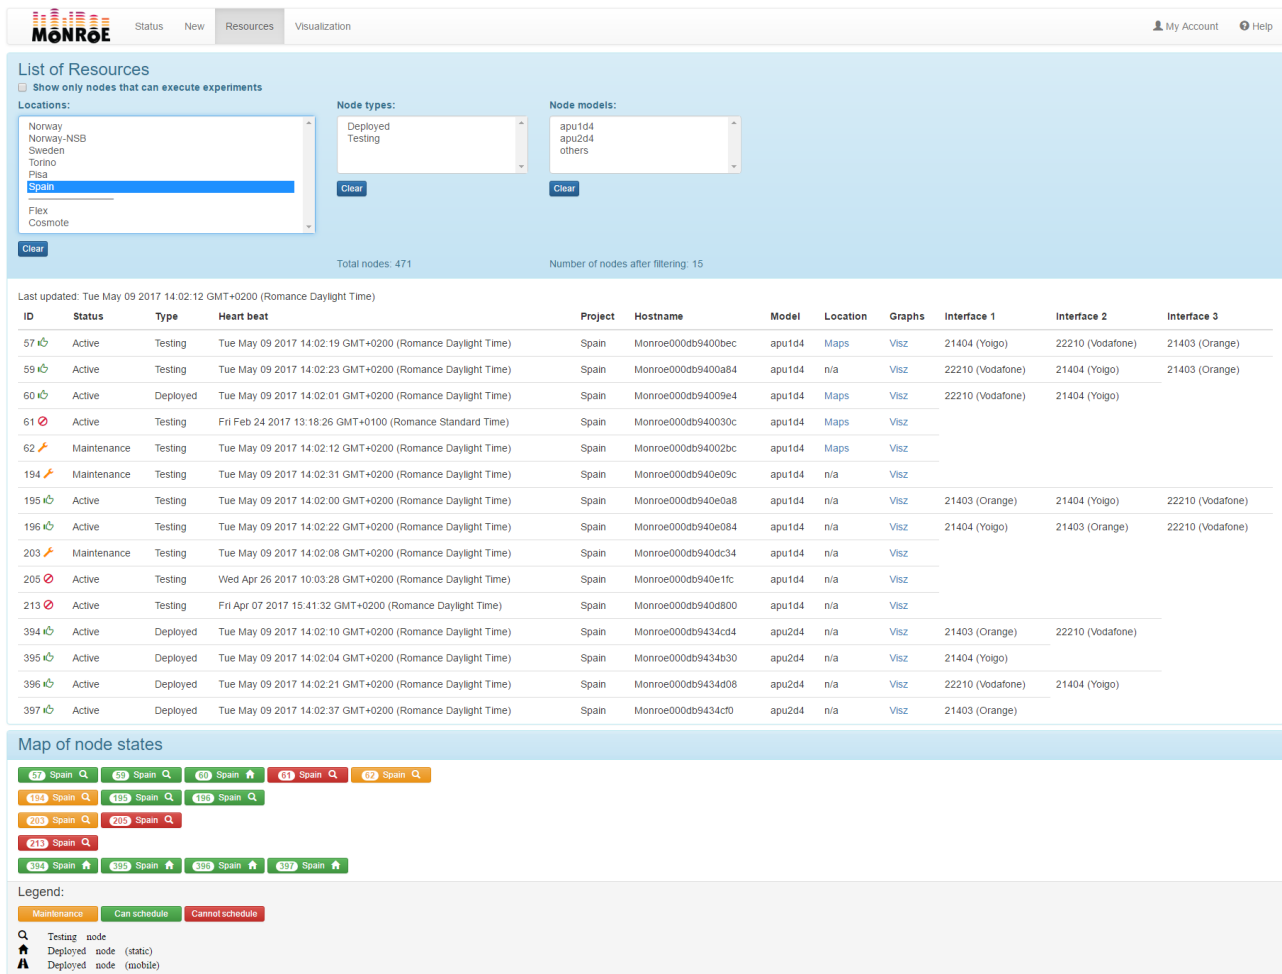 MONROE Status New Resources Visualization My Account Help
List of Resources
Show only nodes that can execute experiments
Locations: Node types: Node models:
Norway Deployed apu1d4
Norway-NSB Testing apu2d4
Sweden others
Torino
Pisa
Spain
Flex
Cosmote
Clear Clear
Clear
Total nodes: 471 Number of nodes after filtering: 15
Last updated: Tue May 09 2017 14:02:12 GMT+0200 (Romance Daylight Time)
ID Status Type Heart beat Project Hostname Model Location Graphs Interface 1 Interface 2 Interface 3
57 Active Testing Tue May 09 2017 14:02:19 GMT+0200 (Romance Daylight Time) Spain Monroe000db9400bec apu1d4 Maps Visz 21404 (Yoigo) 22210 (Vodafone) 21403 (Orange)
59 Active Testing Tue May 09 2017 14:02:23 GMT+0200 (Romance Daylight Time) Spain Monroe000db9400a84 apu1d4 n/a Visz 22210 (Vodafone) 21404 (Yoigo) 21403 (Orange)
60 Active Deployed Tue May 09 2017 14:02:01 GMT+0200 (Romance Daylight Time) Spain Monroe000db94009e4 apu1d4 Maps Visz 22210 (Vodafone) 21404 (Yoigo)
61 Active Testing Fri Feb 24 2017 13:18:26 GMT+0100 (Romance Standard Time) Spain Monroe000db940030c apu1d4 Maps Visz
62 Maintenance Testing Tue May 09 2017 14:02:12 GMT+0200 (Romance Daylight Time) Spain Monroe000db94002bc apu1d4 Maps Visz
194 Maintenance Testing Tue May 09 2017 14:02:31 GMT+0200 (Romance Daylight Time) Spain Monroe000db940e09c apu1d4 n/a Visz
195 Active Testing Tue May 09 2017 14:02:00 GMT+0200 (Romance Daylight Time) Spain Monroe000db940e0a8 apu1d4 n/a Visz 21403 (Orange) 21404 (Yoigo) 22210 (Vodafone)
196 Active Testing Tue May 09 2017 14:02:22 GMT+0200 (Romance Daylight Time) Spain Monroe000db940e084 apu1d4 n/a Visz 21404 (Yoigo) 21403 (Orange) 22210 (Vodafone)
203 Maintenance Testing Tue May 09 2017 14:02:08 GMT+0200 (Romance Daylight Time) Spain Monroe000db940dc34 apu1d4 n/a Visz
205 Active Testing Wed Apr 26 2017 10:03:28 GMT+0200 (Romance Daylight Time) Spain Monroe000db940e1fc apu1d4 n/a Visz
213 Active Testing Fri Apr 07 2017 15:41:32 GMT+0200 (Romance Daylight Time) Spain Monroe000db940d800 apu1d4 n/a Visz
394 Active Deployed Tue May 09 2017 14:02:10 GMT+0200 (Romance Daylight Time) Spain Monroe000db9434cd4 apu2d4 n/a Visz 21403 (Orange) 22210 (Vodafone)
395 Active Deployed Tue May 09 2017 14:02:04 GMT+0200 (Romance Daylight Time) Spain Monroe000db9434b30 apu2d4 n/a Visz 21404 (Yoigo)
396 Active Deployed Tue May 09 2017 14:02:21 GMT+0200 (Romance Daylight Time) Spain Monroe000db9434d08 apu2d4 n/a Visz 22210 (Vodafone) 21404 (Yoigo)
397 Active Deployed Tue May 09 2017 14:02:37 GMT+0200 (Romance Daylight Time) Spain Monroe000db9434cf0 apu2d4 n/a Visz 21403 (Orange)
Map of node states
57 Spain 59 Spain 60 Spain 61 Spain 62 Spain
194 Spain 195 Spain 196 Spain
203 Spain 205 Spain
213 Spain
394 Spain 395 Spain 396 Spain 397 Spain
Legend:
Maintenance Can schedule Cannot schedule
Testing node
Deployed node (static)
Deployed node (mobile)